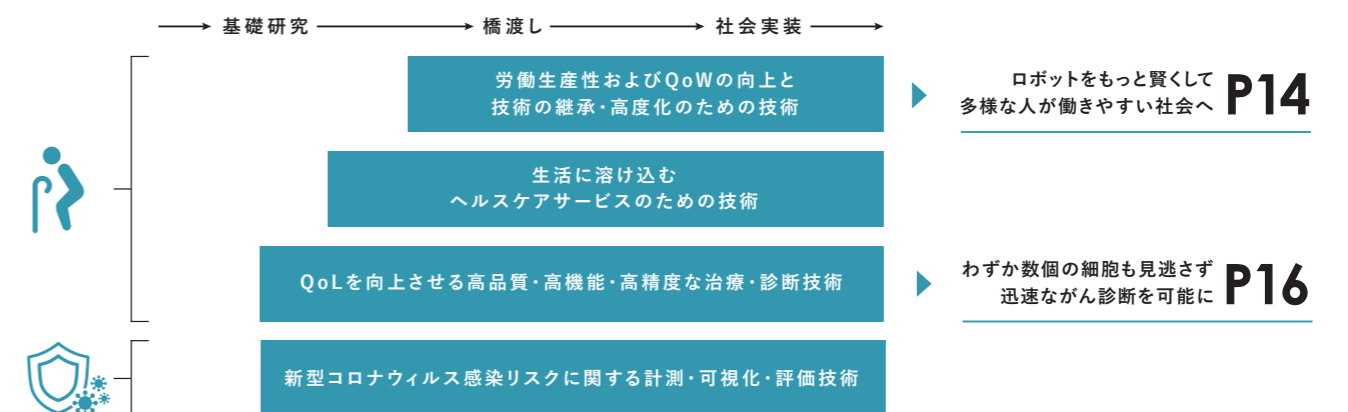 基礎研究 橋渡し 社会実装
労働生産性およびQoWの向上と
技術の継承・高度化のための技術
ロボットをもっと賢くして
多様な人が働きやすい社会へ
P14
生活に溶け込む
ヘルスケアサービスのための技術
QoLを向上させる高品質・高機能・高精度な治療・診断技術
わずか数個の細胞も見逃さず
迅速ながん診断を可能に
P16
新型コロナウィルス感染リスクに関する計測・可視化・評価技術